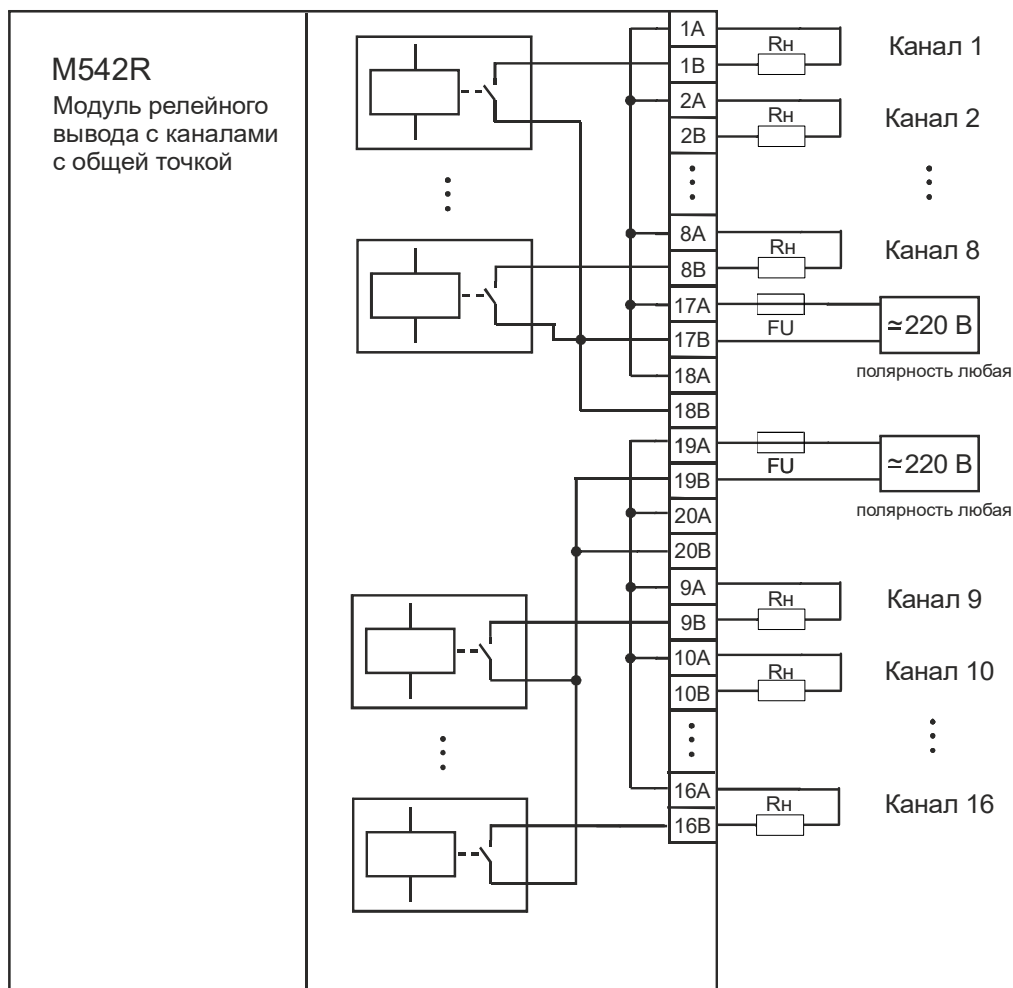 M542R
Модуль релейного
вывода с каналами
с общей точкой
1A
Rн
Канал 1
1B
2A
Rн
Канал 2
2B
8A
Rн
Канал 8
8B
17A
FU
≃220 В
17B
полярность любая
18A
18B
19A
FU
≃220 В
19B
полярность любая
20A
20B
9A
Rн
Канал 9
9B
10A
Rн
Канал 10
10B
16A
Rн
Канал 16
16B